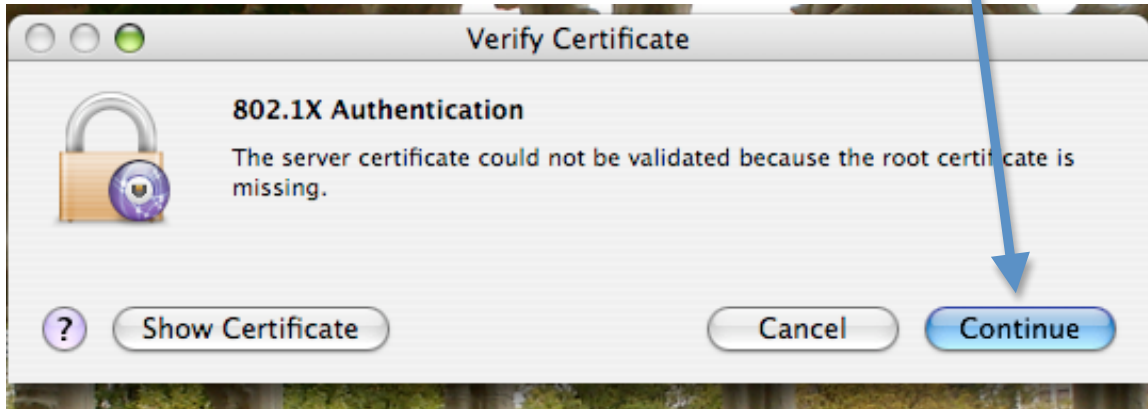 Verify Certificate
802.1X Authentication
The server certificate could not be validated because the root certificate is
missing.
?
Show Certificate
Cancel
Continue